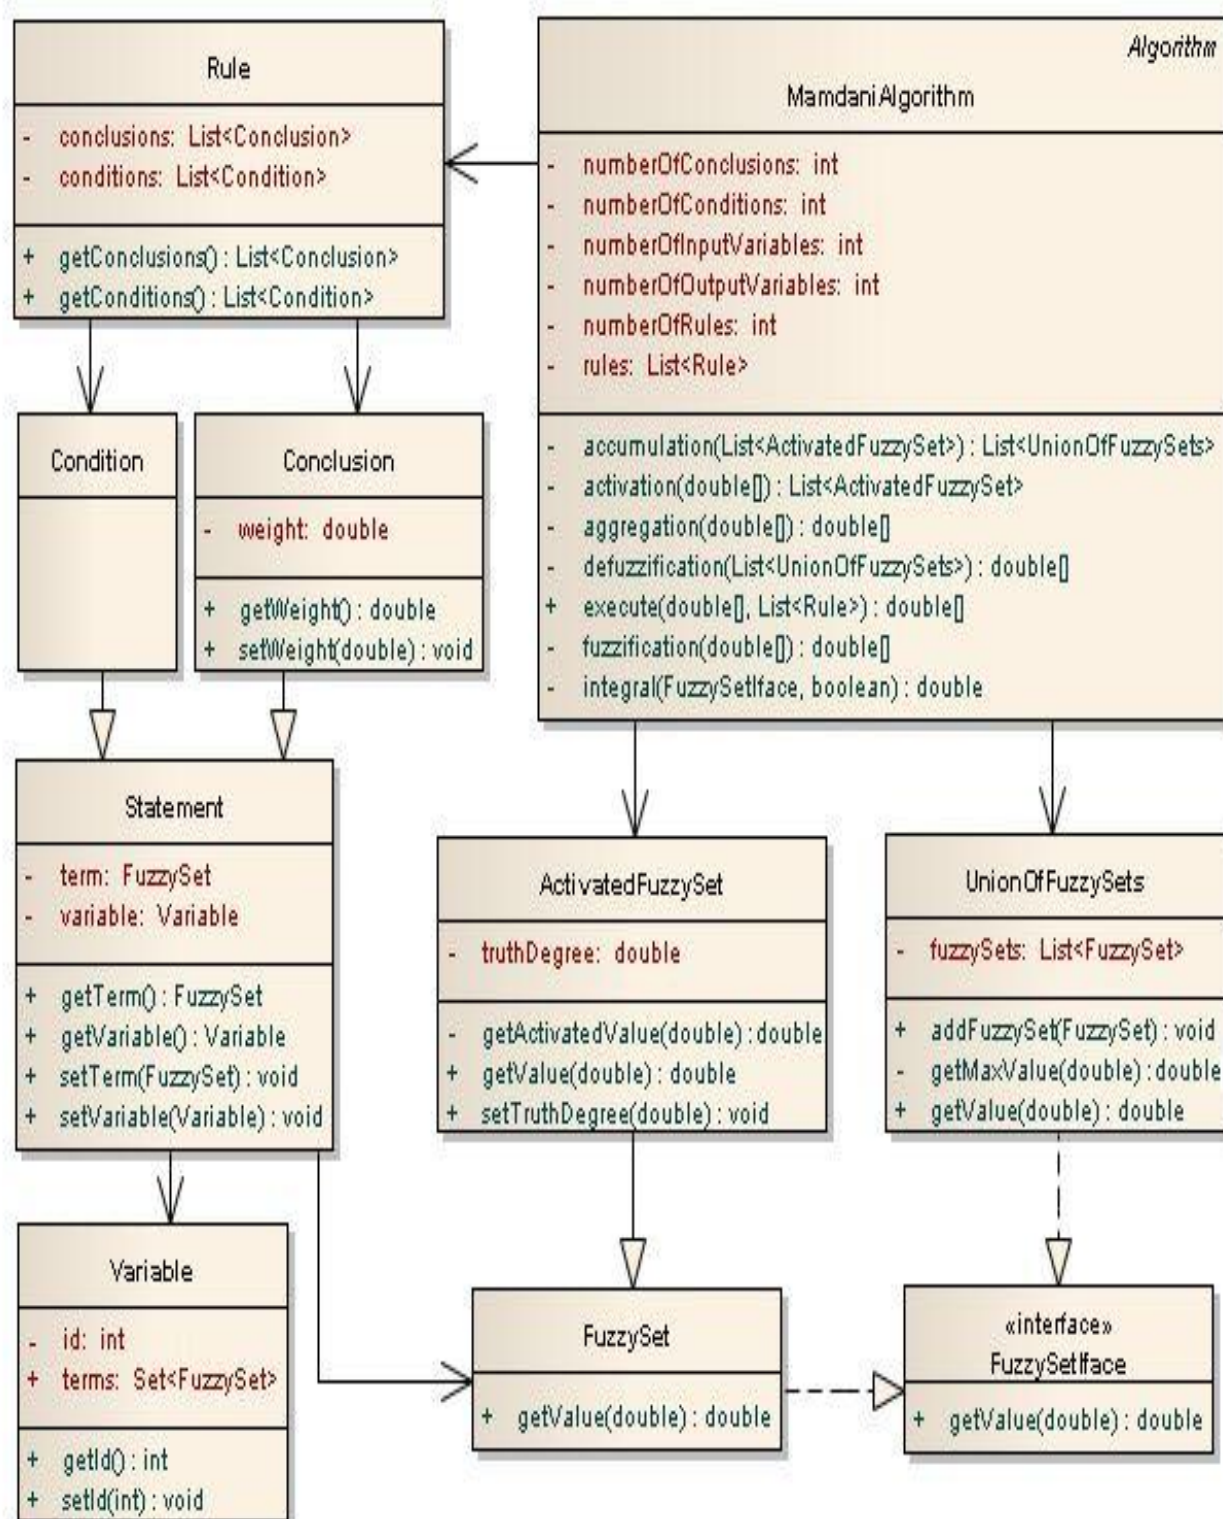 Rule
- conclusions: List<Conclusion>
- conditions: List<Condition>
+ getConclusions() : List<Conclusion>
+ getConditions() : List<Condition>
Algorithm
MamdaniAlgorithm
- numberOfConclusions: int
- numberOfConditions: int
- numberOfInputVariables: int
- numberOfOutputVariables: int
- numberOfRules: int
- rules: List<Rule>
- accumulation(List<ActivatedFuzzySet>) : List<UnionOfFuzzySets>
- activation(double[]) : List<ActivatedFuzzySet>
- aggregation(double[]) : double[]
- defuzzification(List<UnionOfFuzzySets>) : double[]
+ execute(double[], List<Rule>) : double[]
- fuzzification(double[]) : double[]
- integral(FuzzySetIface, boolean) : double
Condition
Conclusion
- weight: double
+ getWeight() : double
+ setWeight(double) : void
Statement
- term: FuzzySet
- variable: Variable
+ getTerm() : FuzzySet
+ getVariable() : Variable
+ setTerm(FuzzySet) : void
+ setVariable(Variable) : void
ActivatedFuzzySet
- truthDegree: double
- getActivatedValue(double) : double
+ getValue(double) : double
+ setTruthDegree(double) : void
UnionOfFuzzySets
- fuzzySets: List<FuzzySet>
+ addFuzzySet(FuzzySet) : void
- getMaxValue(double) : double
+ getValue(double) : double
Variable
- id: int
+ terms: Set<FuzzySet>
+ getId() : int
+ setId(int) : void
FuzzySet
+ getValue(double) : double
«interface»
FuzzySetIface
+ getValue(double) : double